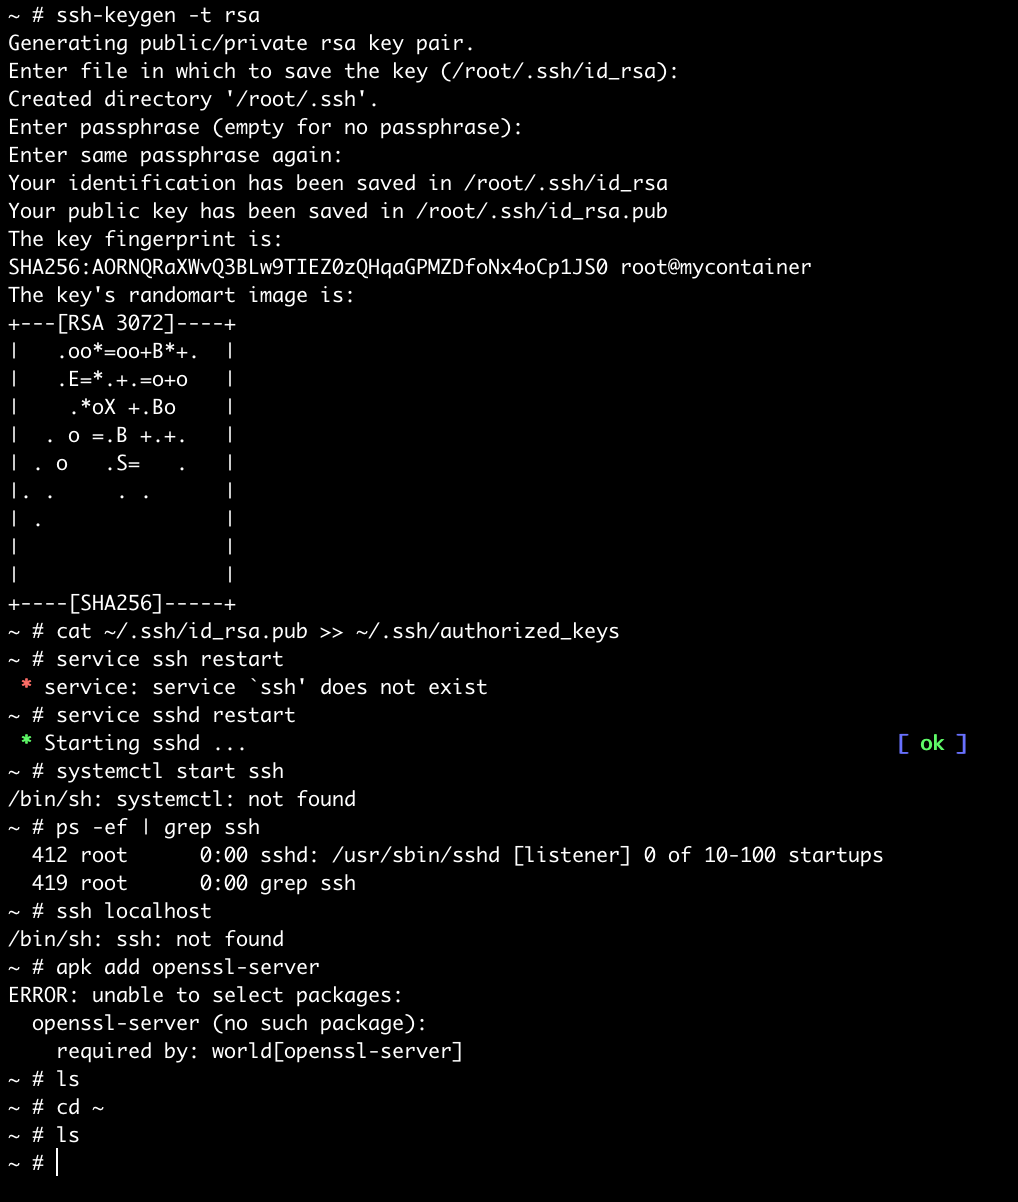 ~ # ssh-keygen -t rsa
Generating public/private rsa key pair.
Enter file in which to save the key (/root/.ssh/id_rsa):
Created directory '/root/.ssh'.
Enter passphrase (empty for no passphrase):
Enter same passphrase again:
Your identification has been saved in /root/.ssh/id_rsa
Your public key has been saved in /root/.ssh/id_rsa.pub
The key fingerprint is:
SHA256:AORNQRaXWvQ3BLw9TIEZ0zQHqaGPMZDfoNx4oCp1JS0 root@mycontainer
The key's randomart image is:
+---[RSA 3072]----+
|   .oo*=oo+B*+.  |
|   .E=*.+.=o+o   |
|    .*oX +.Bo    |
|  . o =.B +.+.   |
| . o   .S=   .   |
|. .     . .      |
| .               |
|                 |
|                 |
+----[SHA256]-----+
~ # cat ~/.ssh/id_rsa.pub >> ~/.ssh/authorized_keys
~ # service ssh restart
 * service: service `ssh' does not exist
~ # service sshd restart
 * Starting sshd ... [ ok ]
~ # systemctl start ssh
/bin/sh: systemctl: not found
~ # ps -ef | grep ssh
  412 root      0:00 sshd: /usr/sbin/sshd [listener] 0 of 10-100 startups
  419 root      0:00 grep ssh
~ # ssh localhost
/bin/sh: ssh: not found
~ # apk add openssl-server
ERROR: unable to select packages:
  openssl-server (no such package):
    required by: world[openssl-server]
~ # ls
~ # cd ~
~ # ls
~ #